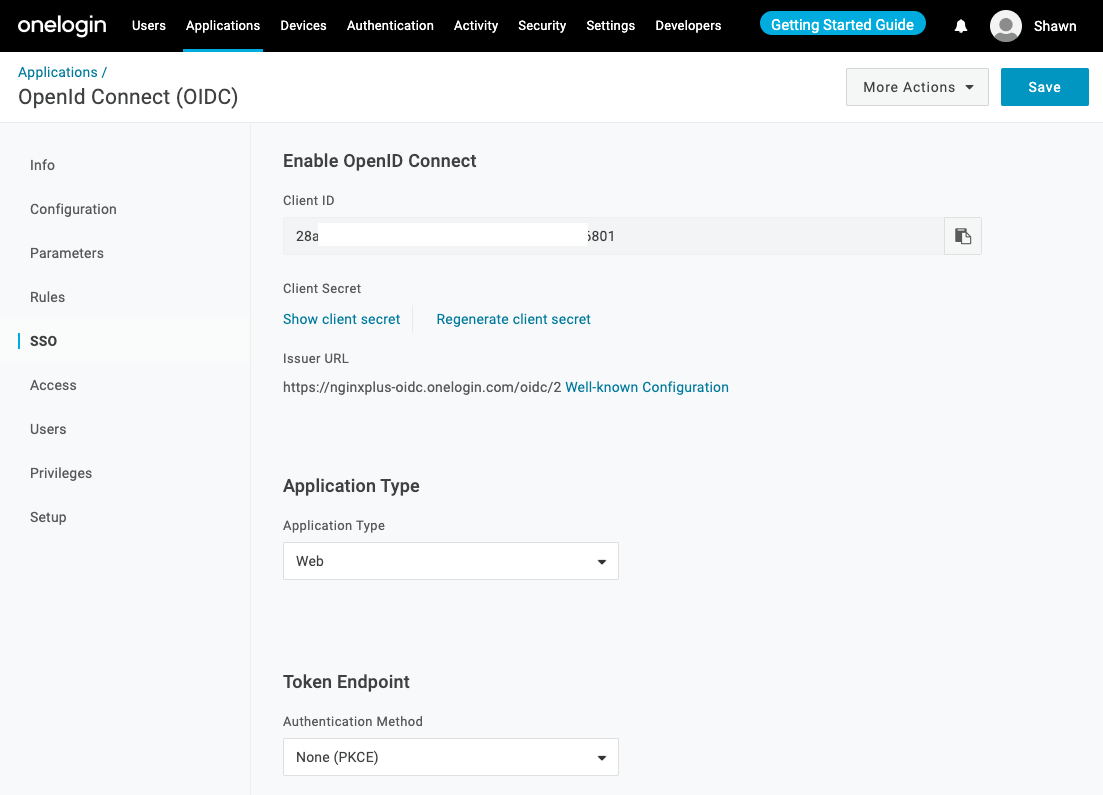 onelogin Users Applications Devices Authentication Activity Security Settings Developers Getting Started Guide Shawn
Applications /
OpenId Connect (OIDC)
More Actions Save
Info
Configuration
Parameters
Rules
SSO
Access
Users
Privileges
Setup
Enable OpenID Connect
Client ID
28a 6801
Client Secret
Show client secret Regenerate client secret
Issuer URL
https://nginxplus-oidc.onelogin.com/oidc/2 Well-known Configuration
Application Type
Application Type
Web
Token Endpoint
Authentication Method
None (PKCE)